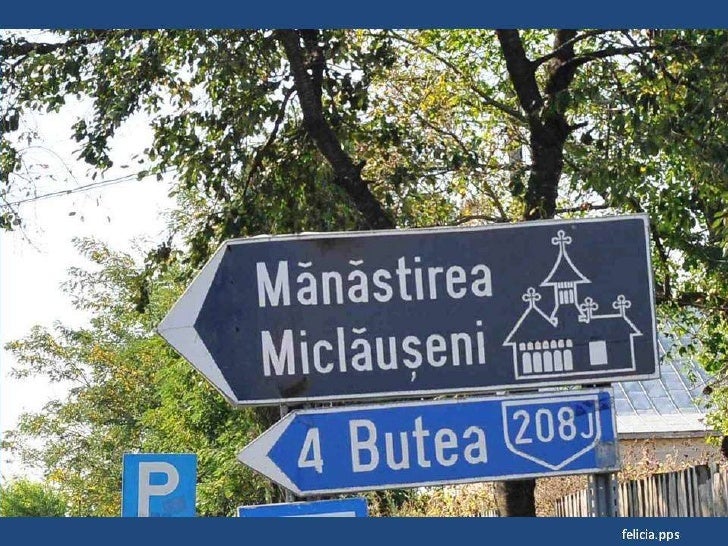 Mănăstirea
Miclăușeni
4 Butea 208J
P
felicia.pps